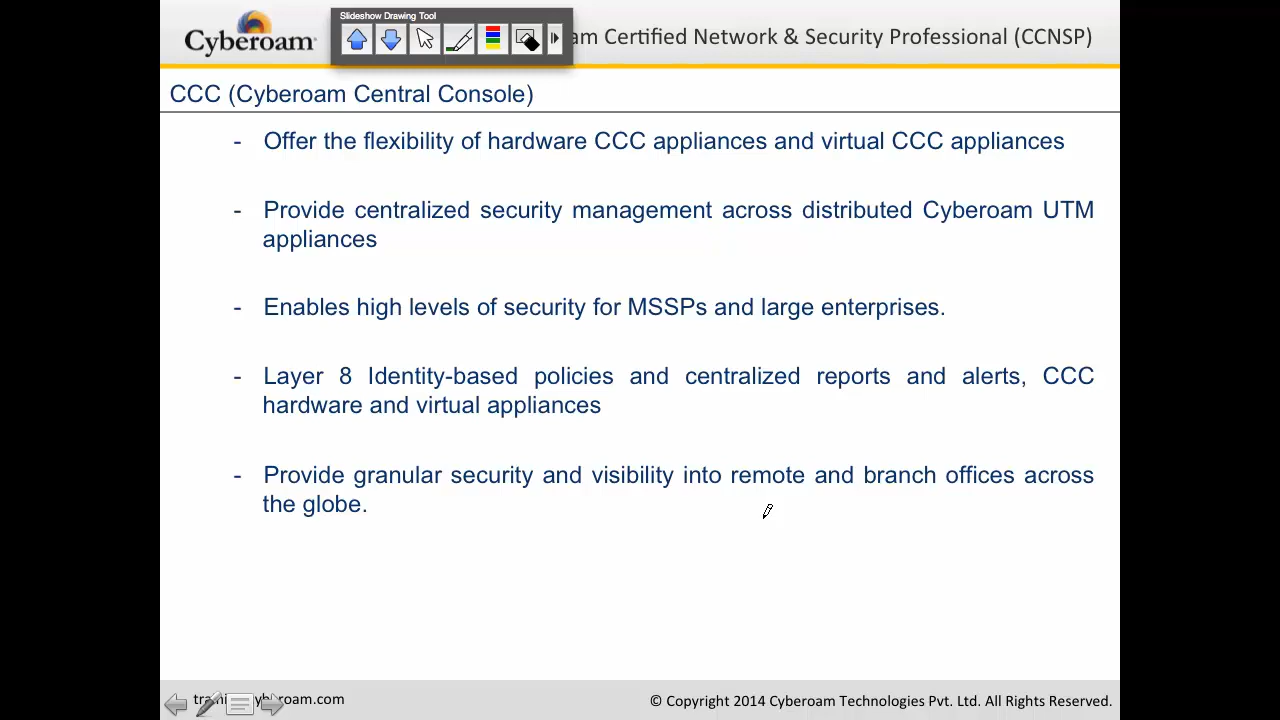 Slideshow Drawing Tool
Cyberoam
am Certified Network & Security Professional (CCNSP)
CCC (Cyberoam Central Console)
- Offer the flexibility of hardware CCC appliances and virtual CCC appliances
- Provide centralized security management across distributed Cyberoam UTM
appliances
- Enables high levels of security for MSSPs and large enterprises.
- Layer 8 Identity-based policies and centralized reports and alerts, CCC
hardware and virtual appliances
- Provide granular security and visibility into remote and branch offices across
the globe.
© Copyright 2014 Cyberoam Technologies Pvt. Ltd. All Rights Reserved.